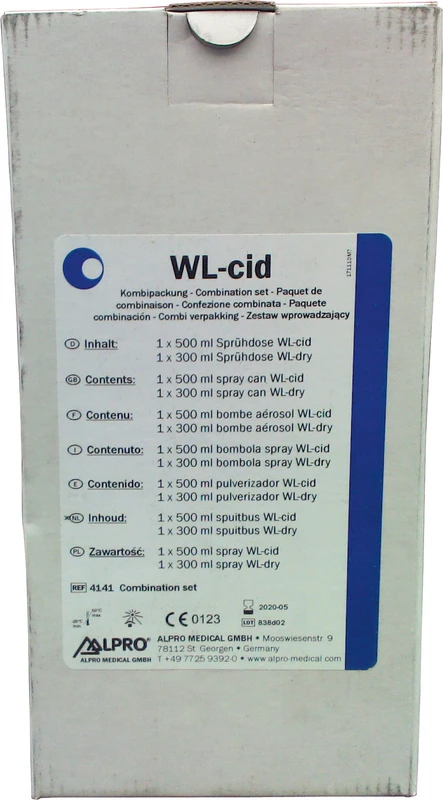 WL-cid
Kombipackung - Combination set - Paquet de
combinaison - Confezione combinata - Paquete
combinación - Combi verpakking - Zestaw wprowadzający
D Inhalt: 1 x 500 ml Sprühdose WL-cid
1 x 300 ml Sprühdose WL-dry
GB Contents: 1 x 500 ml spray can WL-cid
1 x 300 ml spray can WL-dry
F Contenu: 1 x 500 ml bombe aérosol WL-cid
1 x 300 ml bombe aérosol WL-dry
I Contenuto: 1 x 500 ml bombola spray WL-cid
1 x 300 ml bombola spray WL-dry
E Contenido: 1 x 500 ml pulverizador WL-cid
1 x 300 ml pulverizador WL-dry
NL Inhoud: 1 x 500 ml spuitbus WL-cid
1 x 300 ml spuitbus WL-dry
PL Zawartość: 1 x 500 ml spray WL-cid
1 x 300 ml spray WL-dry
REF 4141 Combination set
CE 0123
2020-05
LOT 838d02
ALPRO®
ALPRO MEDICAL GMBH
ALPRO MEDICAL GMBH • Mooswiesenstr 9
78112 St. Georgen • Germany
T +49 7725 9392-0 • www.alpro-medical.com